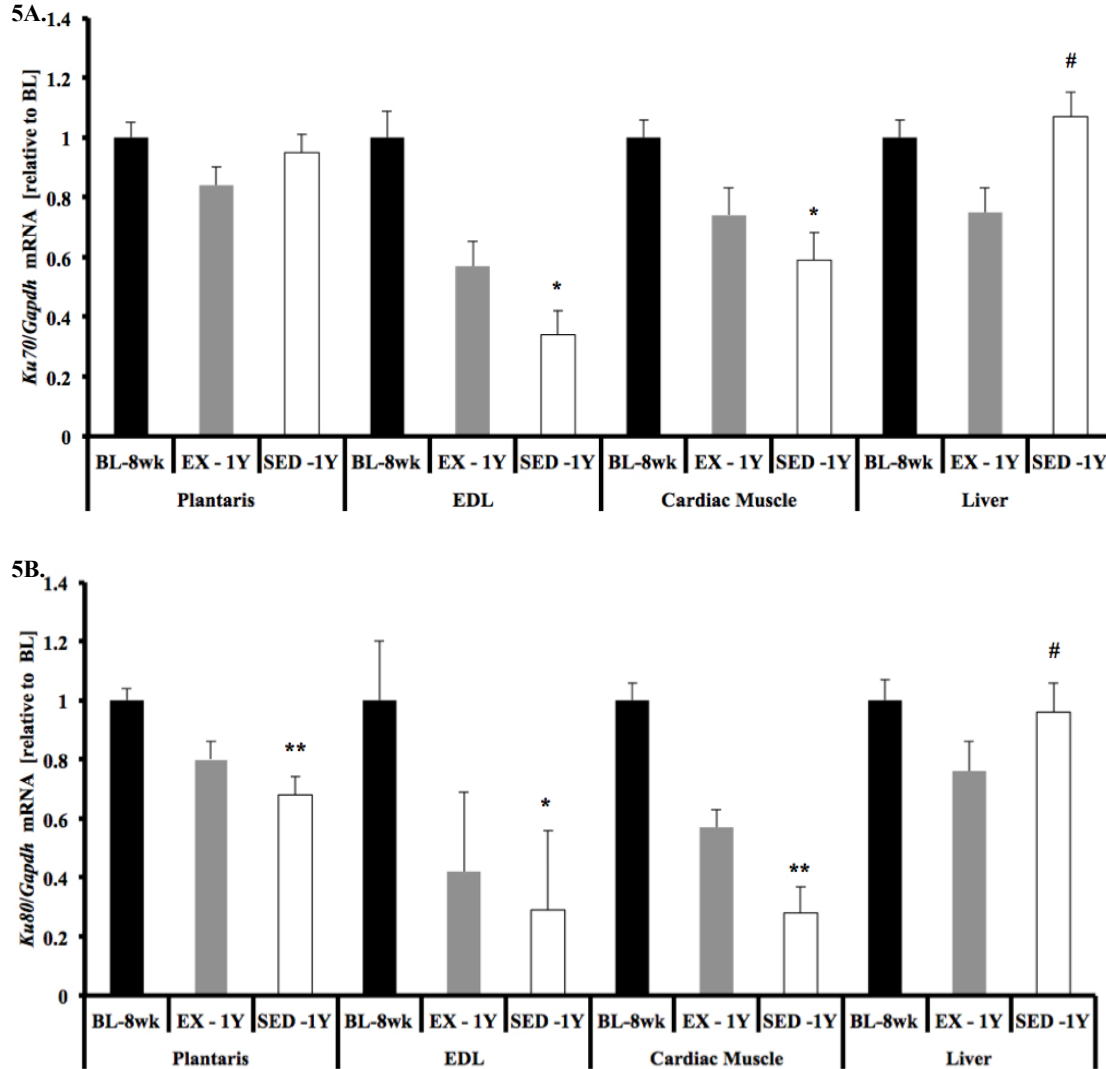 5A.
Ku70/Gapdh mRNA [relative to BL]
1.4
1.2
1
0.8
0.6
0.4
0.2
0
*
*
#
BL-8wk EX - 1Y SED -1Y BL-8wk EX - 1Y SED -1Y BL-8wk EX - 1Y SED -1Y BL-8wk EX - 1Y SED -1Y
Plantaris EDL Cardiac Muscle Liver
5B.
Ku80/Gapdh mRNA [relative to BL]
1.4
1.2
1
0.8
0.6
0.4
0.2
0
**
*
**
#
BL-8wk EX - 1Y SED -1Y BL-8wk EX - 1Y SED -1Y BL-8wk EX - 1Y SED -1Y BL-8wk EX - 1Y SED -1Y
Plantaris EDL Cardiac Muscle Liver